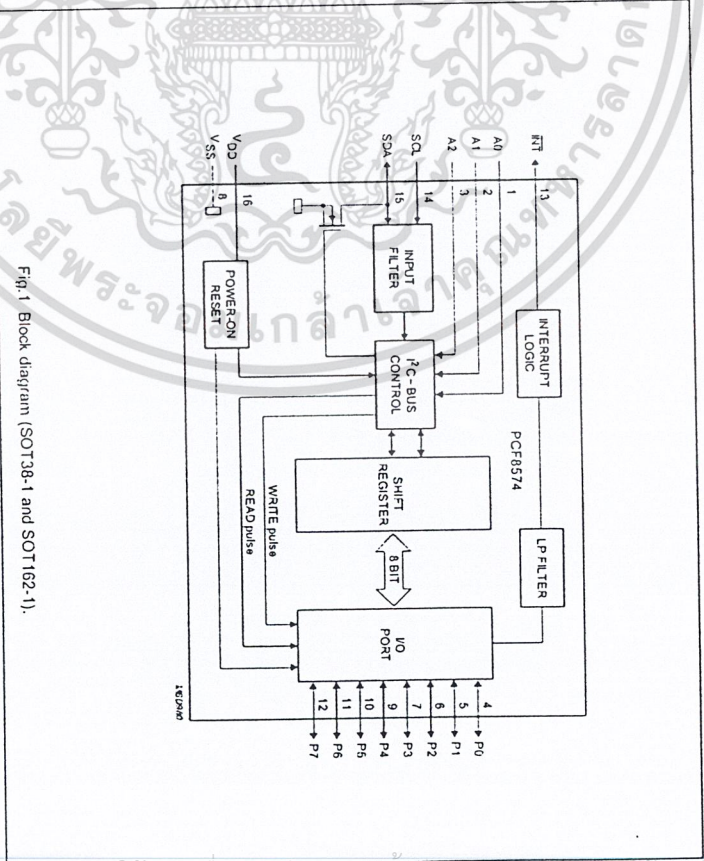 INT
13
A0
1
A1
2
A2
3
SCL
14
SDA
15
VDD
16
VSS
8
INTERRUPT
LOGIC
PCF8574
LP FILTER
INPUT
FILTER
I²C - BUS
CONTROL
SHIFT
REGISTER
8 BIT
I/O
PORT
4
P0
5
P1
6
P2
7
P3
9
P4
10
P5
11
P6
12
P7
POWER-ON
RESET
WRITE pulse
READ pulse
Fig.1 Block diagram (SOT38-1 and SOT162-1).